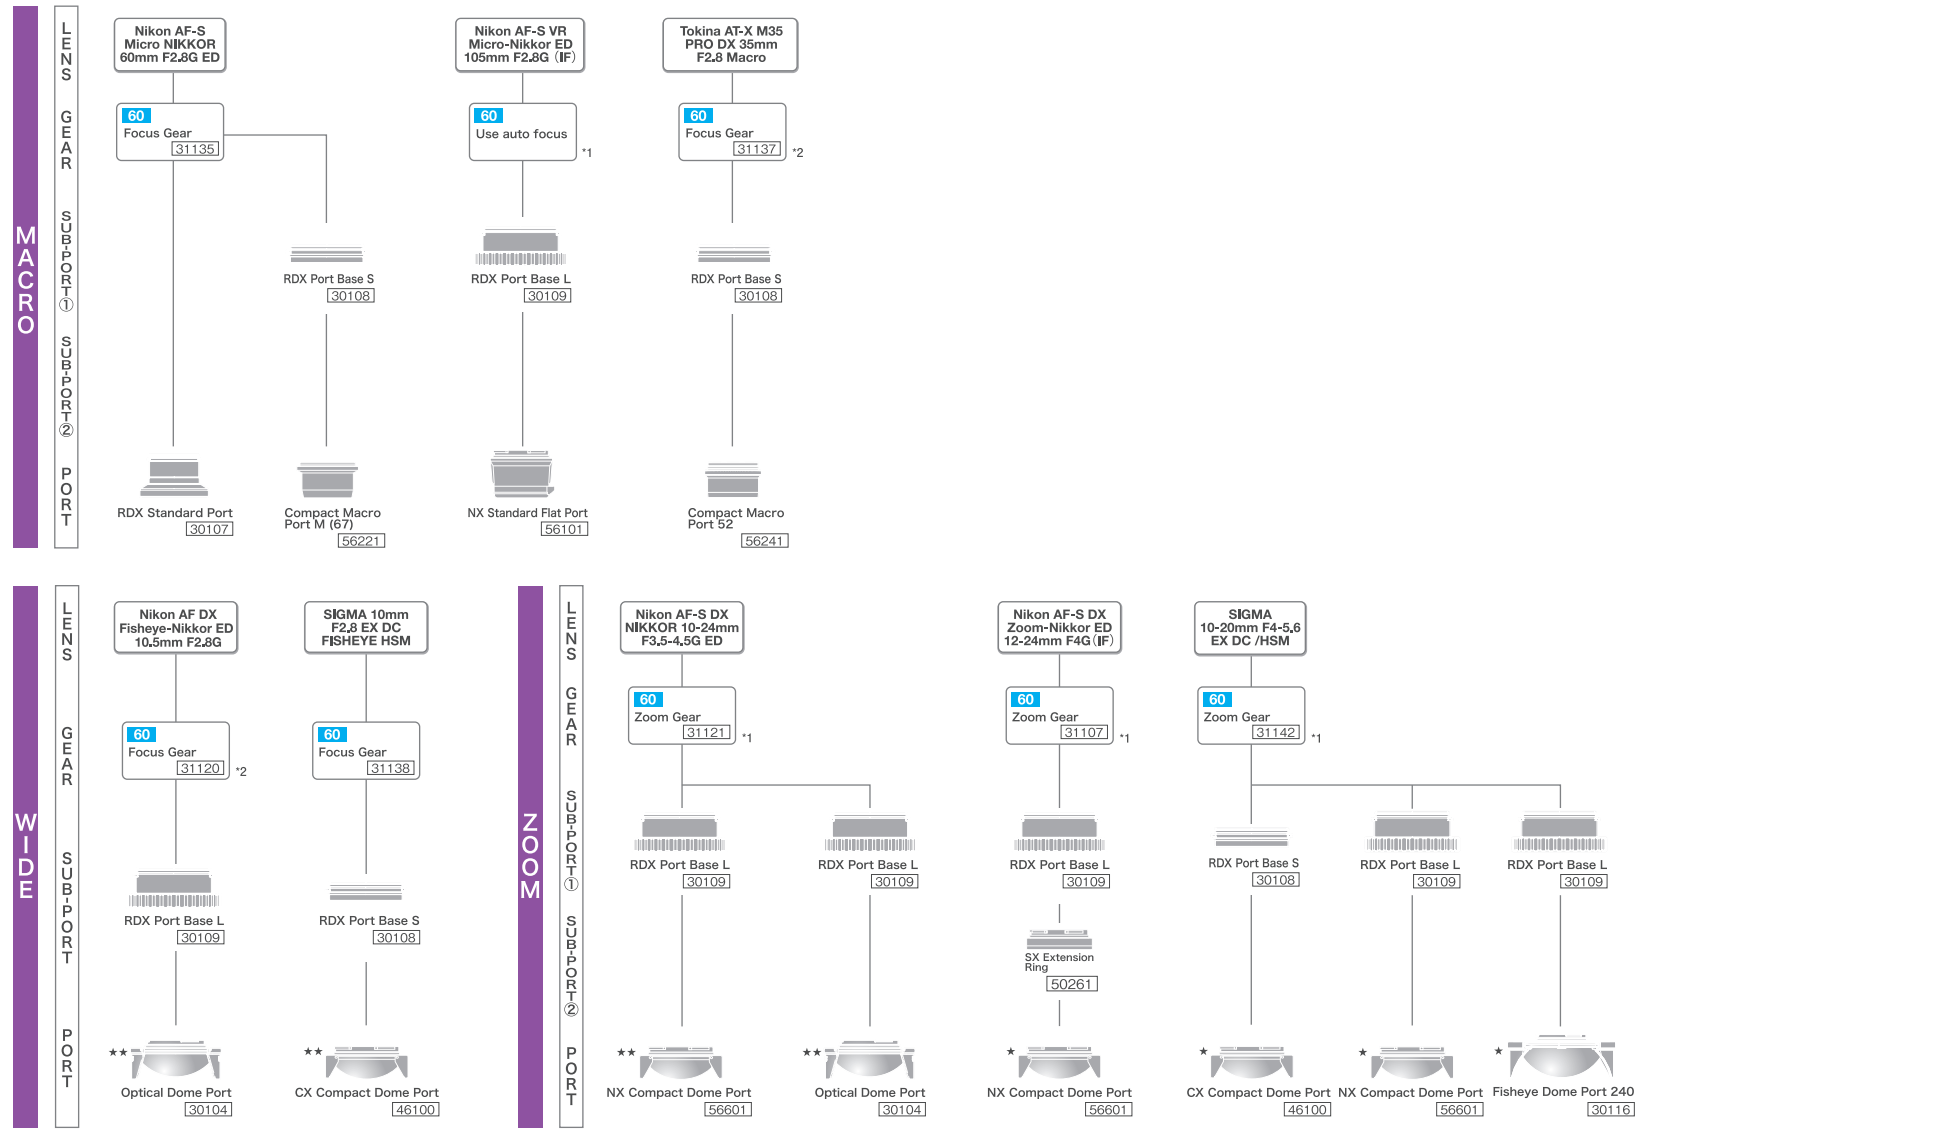 MACRO
LENS
GEAR
SUB-PORT①
SUB-PORT②
PORT
Nikon AF-S
Micro NIKKOR
60mm F2.8G ED
60
Focus Gear
31135
RDX Standard Port
30107
RDX Port Base S
30108
Compact Macro
Port M (67)
56221
Nikon AF-S VR
Micro-Nikkor ED
105mm F2.8G (IF)
60
Use auto focus
*1
RDX Port Base L
30109
NX Standard Flat Port
56101
Tokina AT-X M35
PRO DX 35mm
F2.8 Macro
60
Focus Gear
31137
*2
RDX Port Base S
30108
Compact Macro
Port 52
56241
WIDE
LENS
GEAR
SUB-PORT
PORT
Nikon AF DX
Fisheye-Nikkor ED
10.5mm F2.8G
60
Focus Gear
31120
*2
RDX Port Base L
30109
★★
Optical Dome Port
30104
SIGMA 10mm
F2.8 EX DC
FISHEYE HSM
60
Focus Gear
31138
RDX Port Base S
30108
★★
CX Compact Dome Port
46100
ZOOM
LENS
GEAR
SUB-PORT①
SUB-PORT②
PORT
Nikon AF-S DX
NIKKOR 10-24mm
F3.5-4.5G ED
60
Zoom Gear
31121
*1
RDX Port Base L
30109
★★
NX Compact Dome Port
56601
RDX Port Base L
30109
★★
Optical Dome Port
30104
Nikon AF-S DX
Zoom-Nikkor ED
12-24mm F4G (IF)
60
Zoom Gear
31107
*1
RDX Port Base L
30109
SX Extension
Ring
50261
★
NX Compact Dome Port
56601
SIGMA
10-20mm F4-5.6
EX DC /HSM
60
Zoom Gear
31142
*1
RDX Port Base S
30108
★
CX Compact Dome Port
46100
RDX Port Base L
30109
★
NX Compact Dome Port
56601
RDX Port Base L
30109
★
Fisheye Dome Port 240
30116